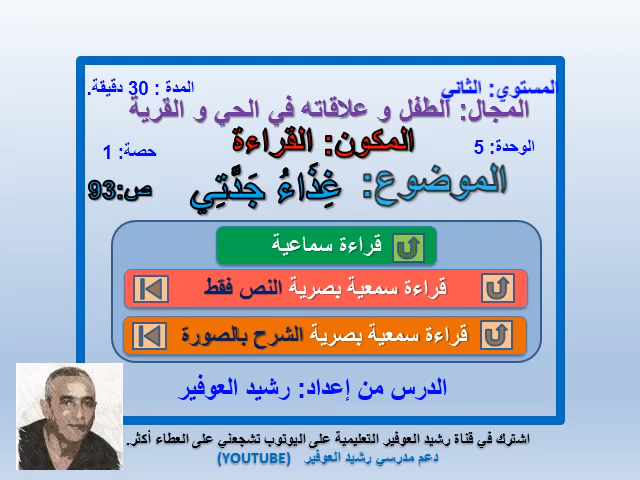 المستوي: الثاني
المدة : 30 دقيقة.
المجال: الطفل و علاقاته في الحي و القرية
المكون: القراءة
الوحدة: 5
حصة: 1
الموضوع: غِذَاءُ جَدَّتِي
ص:93
قراءة سماعية
قراءة سمعية بصرية النص فقط
قراءة سمعية بصرية الشرح بالصورة
الدرس من إعداد: رشيد العوفير
اشترك في قناة رشيد العوفير التعليمية على اليوتوب تشجعني على العطاء أكثر.
دعم مدرسي رشيد العوفير (YOUTUBE)